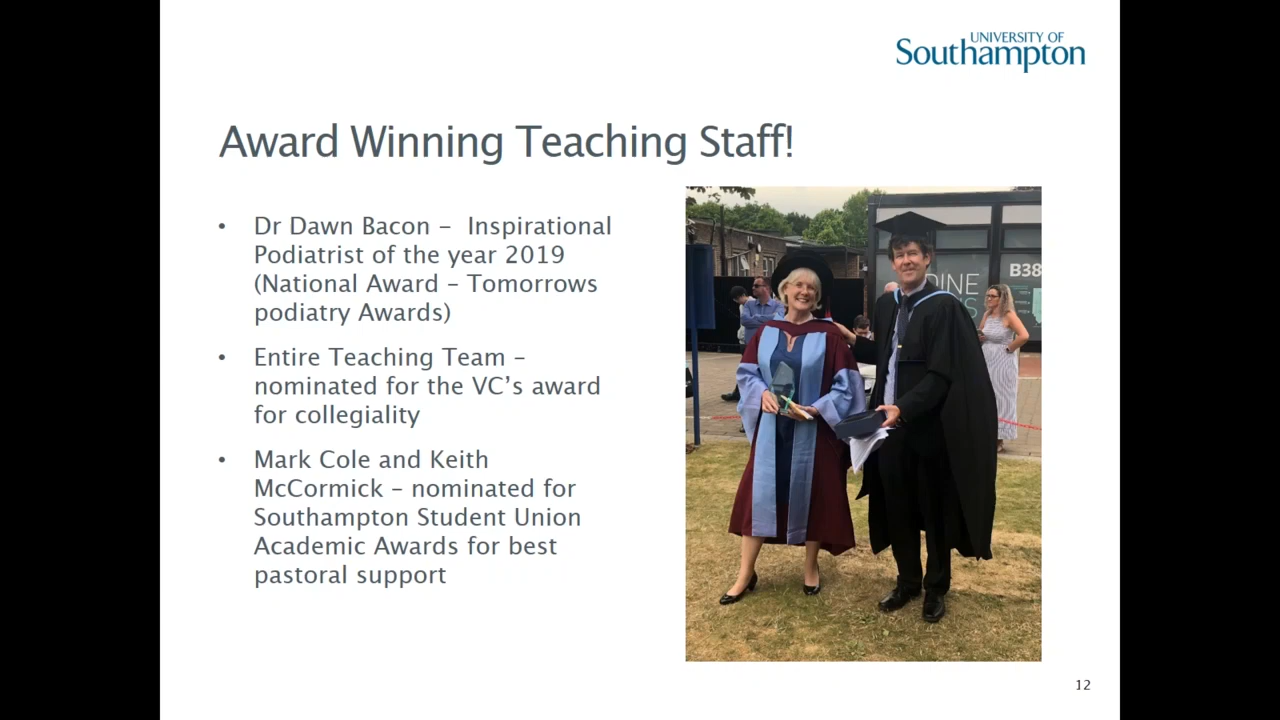 UNIVERSITY OF
Southampton
Award Winning Teaching Staff!
• Dr Dawn Bacon – Inspirational
Podiatrist of the year 2019
(National Award – Tomorrows
podiatry Awards)
• Entire Teaching Team –
nominated for the VC's award
for collegiality
• Mark Cole and Keith
McCormick – nominated for
Southampton Student Union
Academic Awards for best
pastoral support
B38
DINE
12